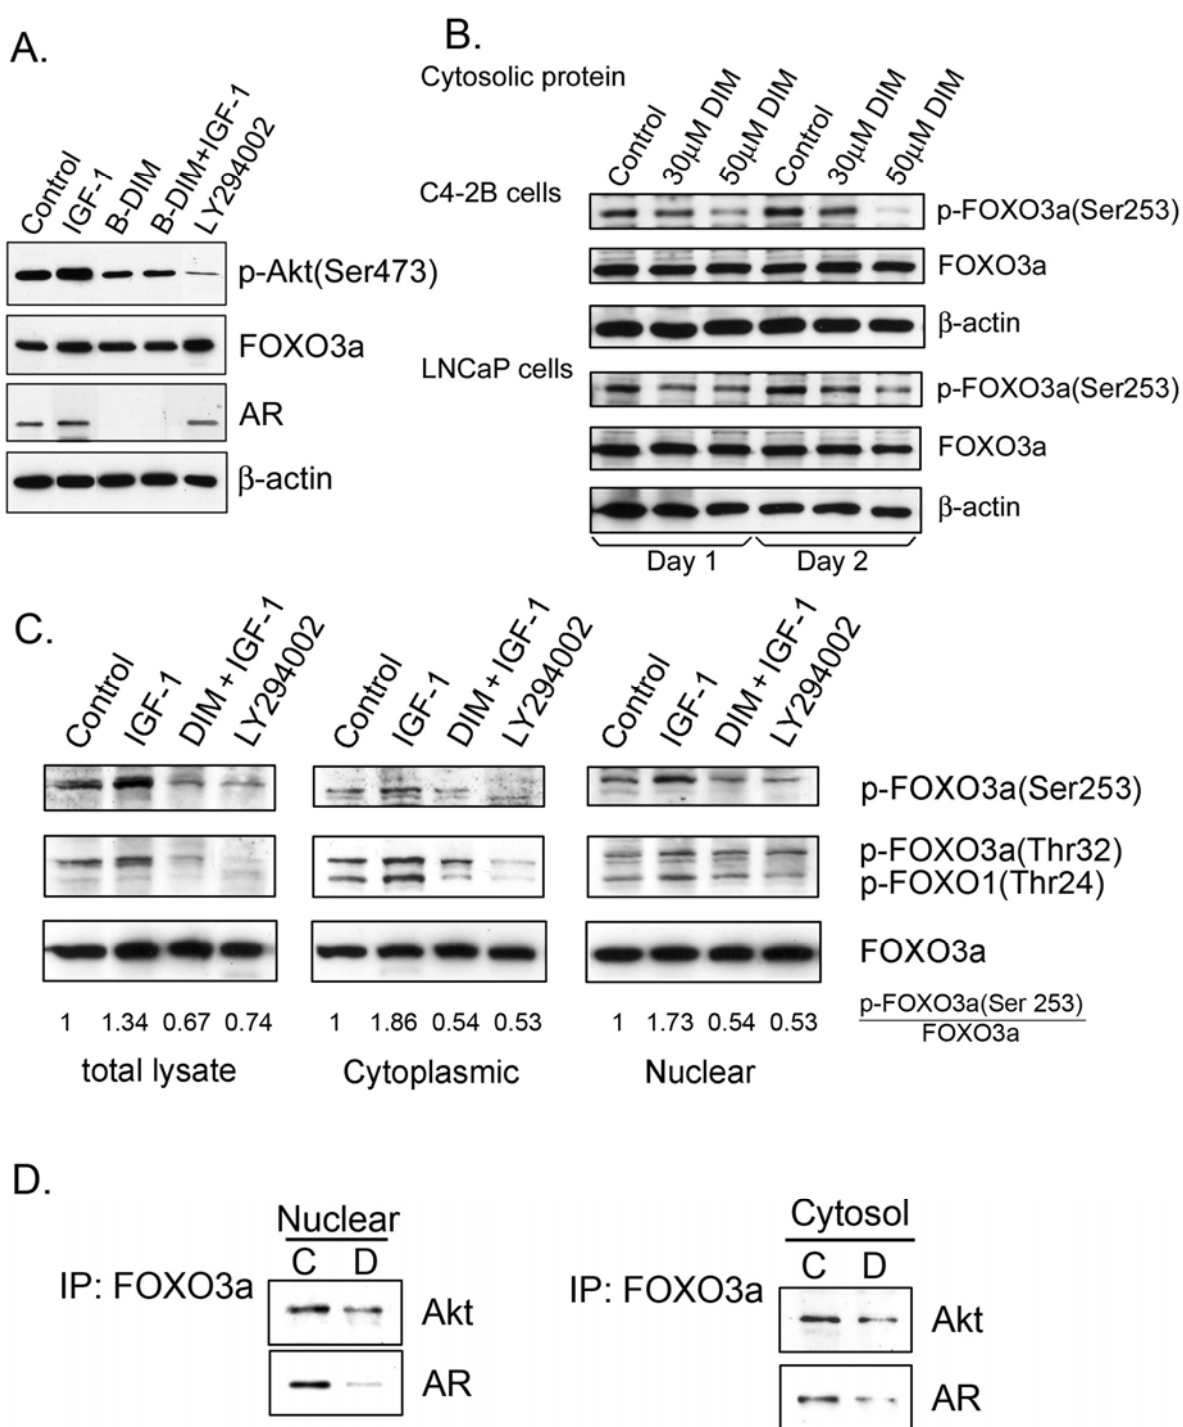 A.
Control
IGF-1
B-DIM
B-DIM+IGF-1
LY294002
p-Akt(Ser473)
FOXO3a
AR
β-actin
B.
Cytosolic protein
Control
30μM DIM
50μM DIM
Control
30μM DIM
50μM DIM
C4-2B cells
p-FOXO3a(Ser253)
FOXO3a
β-actin
LNCaP cells
p-FOXO3a(Ser253)
FOXO3a
β-actin
Day 1
Day 2
C.
Control
IGF-1
DIM+IGF-1
LY294002
Control
IGF-1
DIM+IGF-1
LY294002
Control
IGF-1
DIM+IGF-1
LY294002
p-FOXO3a(Ser253)
p-FOXO3a(Thr32)
p-FOXO1(Thr24)
FOXO3a
1 1.34 0.67 0.74
1 1.86 0.54 0.53
1 1.73 0.54 0.53
p-FOXO3a(Ser 253)
FOXO3a
total lysate
Cytoplasmic
Nuclear
D.
Nuclear
C D
IP: FOXO3a
Akt
AR
Cytosol
C D
IP: FOXO3a
Akt
AR